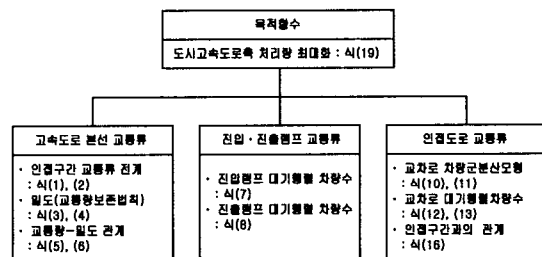 목적함수
도시고속도로축 처리량 최대화 : 식(19)
고속도로 본선 교통류
· 인접구간 교통류 전계
: 식(1), (2)
· 밀도(교통량보존법칙)
: 식(3), (4)
· 교통량-밀도 관계
: 식(5), (6)
진입 · 진출램프 교통류
· 진입램프 대기행렬 차량수
: 식(7)
· 진출램프 대기행렬 차량수
: 식(8)
인접도로 교통류
· 교차로 차량군분산모형
: 식(10), (11)
· 교차로 대기행렬차량수
: 식(12), (13)
· 인접구간과의 관계
: 식(16)